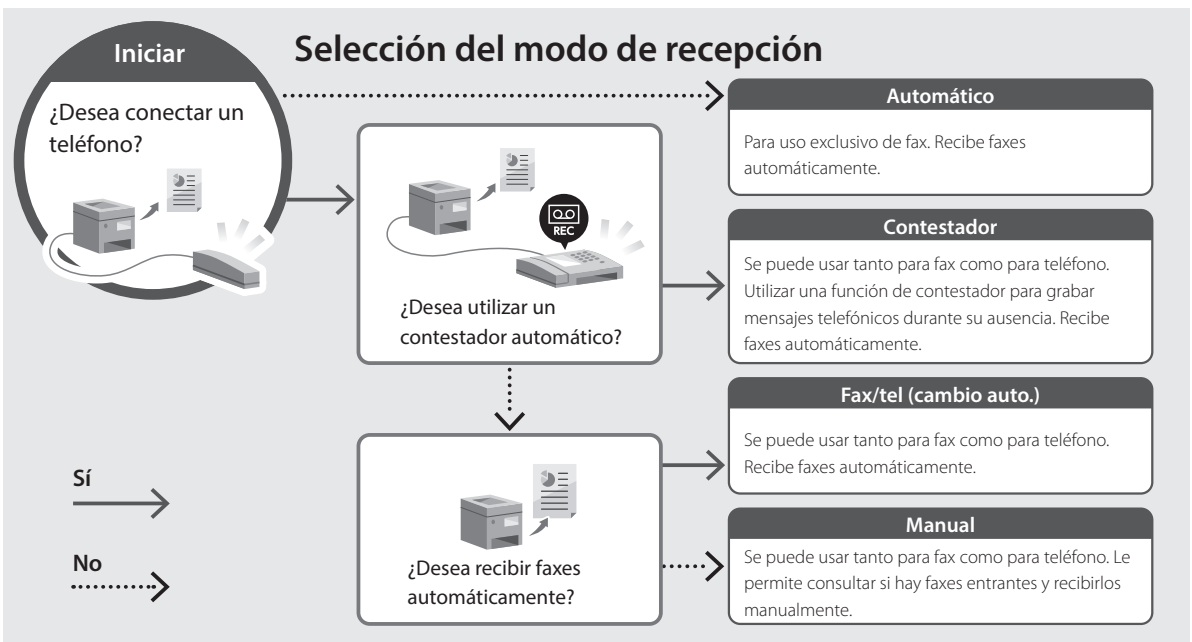 Iniciar
Selección del modo de recepción
¿Desea conectar un
teléfono?
Automático
Para uso exclusivo de fax. Recibe faxes
automáticamente.
REC
¿Desea utilizar un
contestador automático?
Contestador
Se puede usar tanto para fax como para teléfono.
Utilizar una función de contestador para grabar
mensajes telefónicos durante su ausencia. Recibe
faxes automáticamente.
Fax/tel (cambio auto.)
Se puede usar tanto para fax como para teléfono.
Recibe faxes automáticamente.
¿Desea recibir faxes
automáticamente?
Manual
Se puede usar tanto para fax como para teléfono. Le
permite consultar si hay faxes entrantes y recibirlos
manualmente.
Sí
No